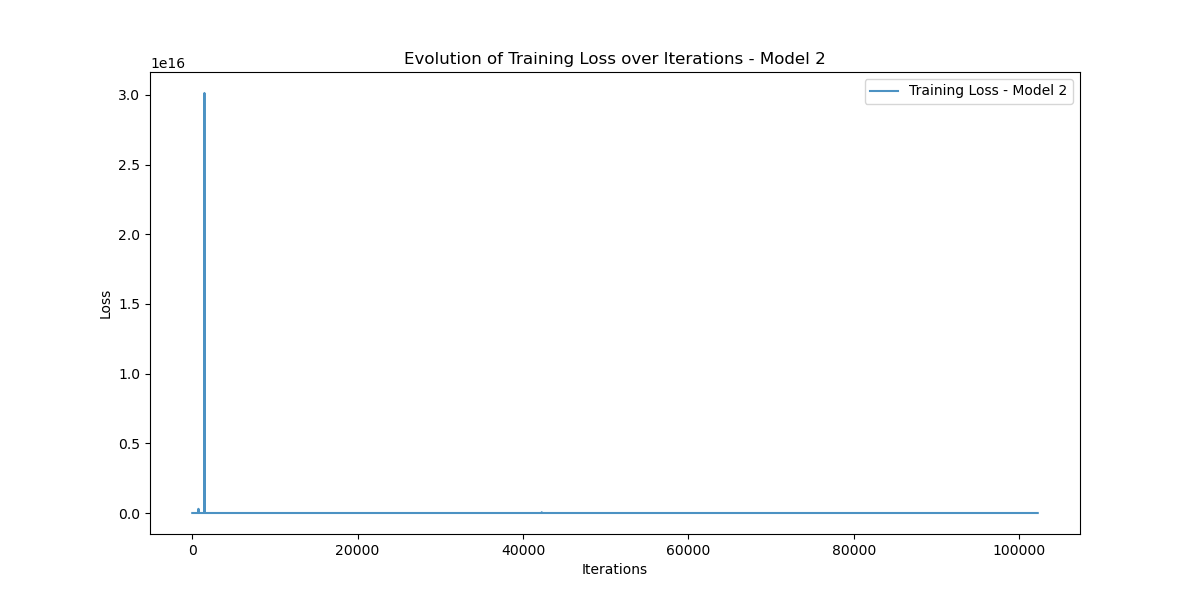 Evolution of Training Loss over Iterations - Model 2
1e16
Training Loss - Model 2
3.0
2.5
2.0
1.5
1.0
0.5
0.0
Loss
0 20000 40000 60000 80000 100000
Iterations